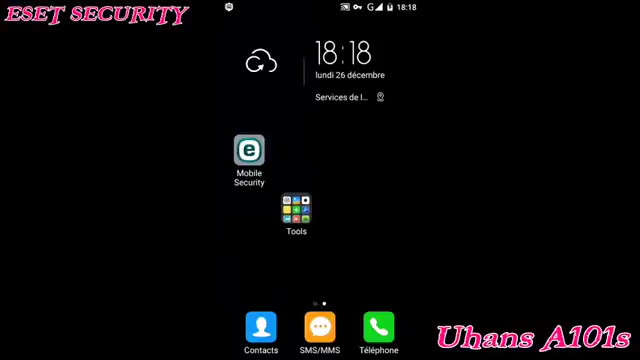 ESET SECURITY
G 18:18
18:18
lundi 26 décembre
Services de l...
e
Mobile
Security
Tools
Contacts
SMS/MMS
Téléphone
Uhans A101s